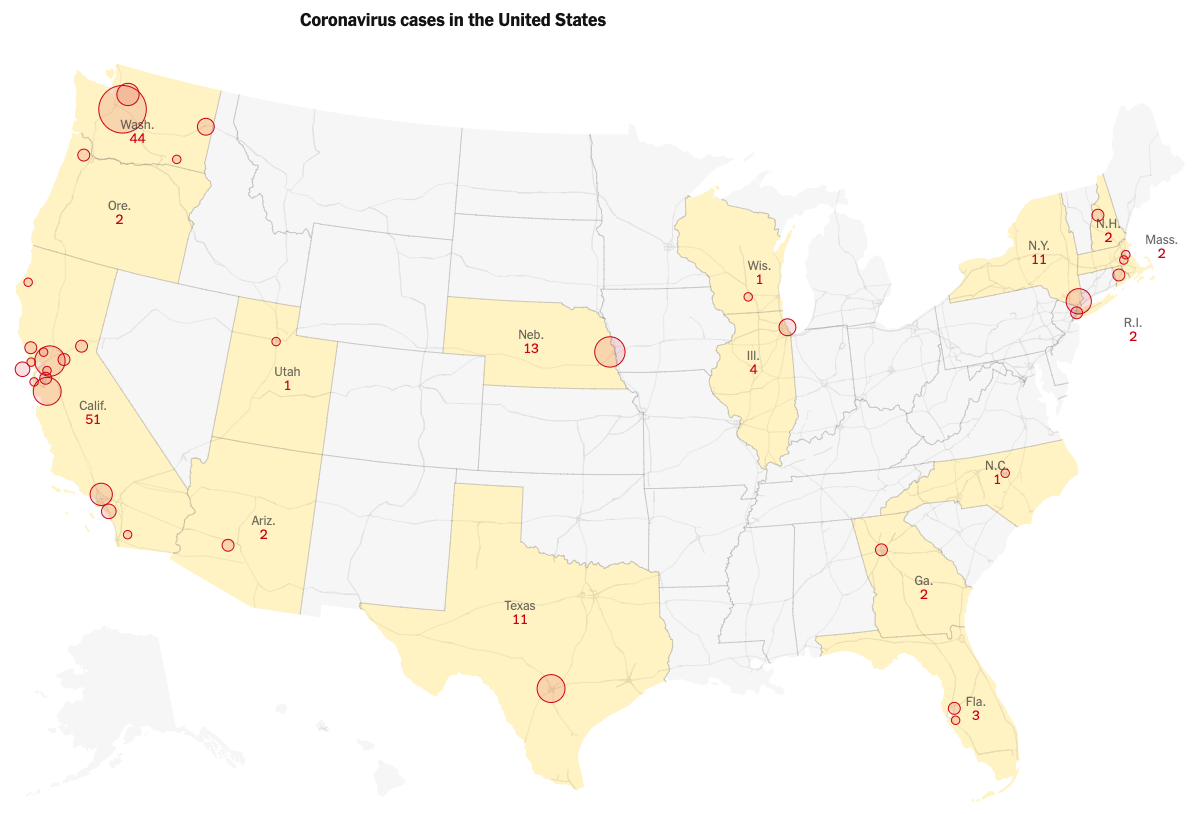 Coronavirus cases in the United States
Wash.
44
Ore.
2
N.H.
2
Mass.
2
N.Y.
11
Wis.
1
R.I.
2
Neb.
13
Ill.
4
Utah
1
Calif.
51
N.C.
1
Ariz.
2
Ga.
2
Texas
11
Fla.
3